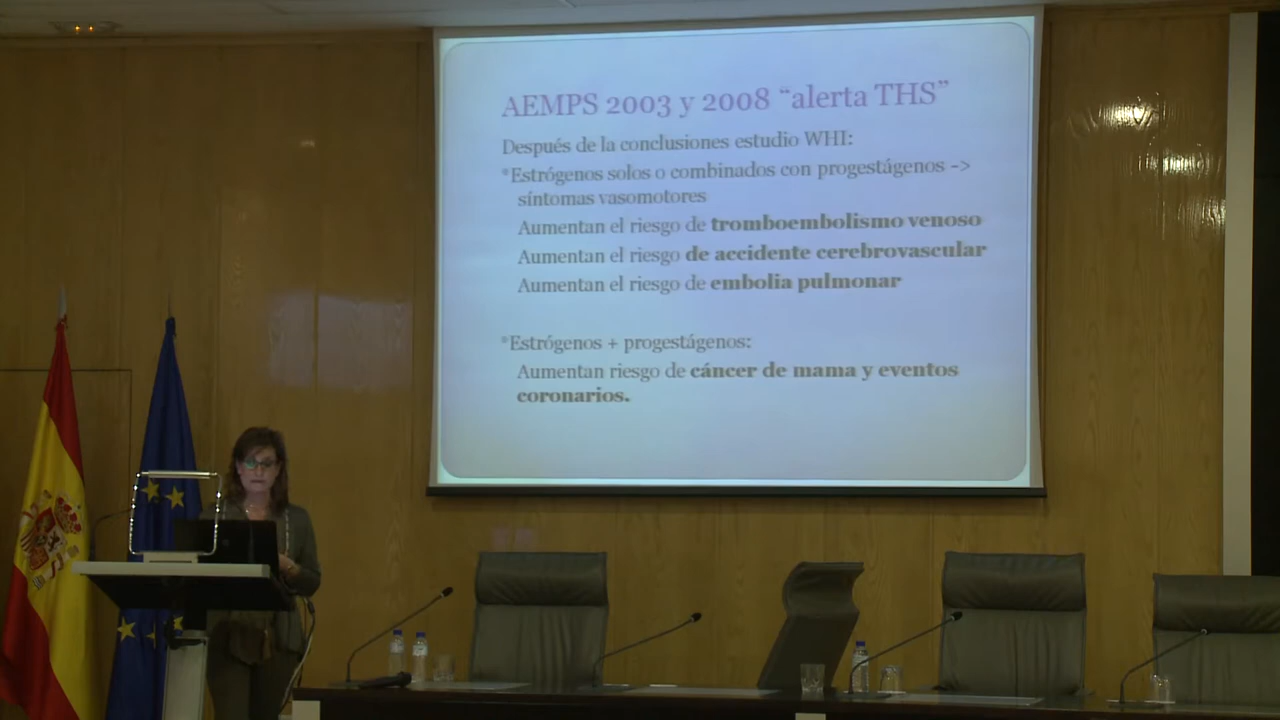 AEMPS 2003 y 2008 “alerta THS”
Después de la conclusiones estudio WHI:
*Estrógenos solos o combinados con progestágenos ->
síntomas vasomotores
Aumentan el riesgo de tromboembolismo venoso
Aumentan el riesgo de accidente cerebrovascular
Aumentan el riesgo de embolia pulmonar
*Estrógenos + progestágenos:
Aumentan riesgo de cáncer de mama y eventos
coronarios.